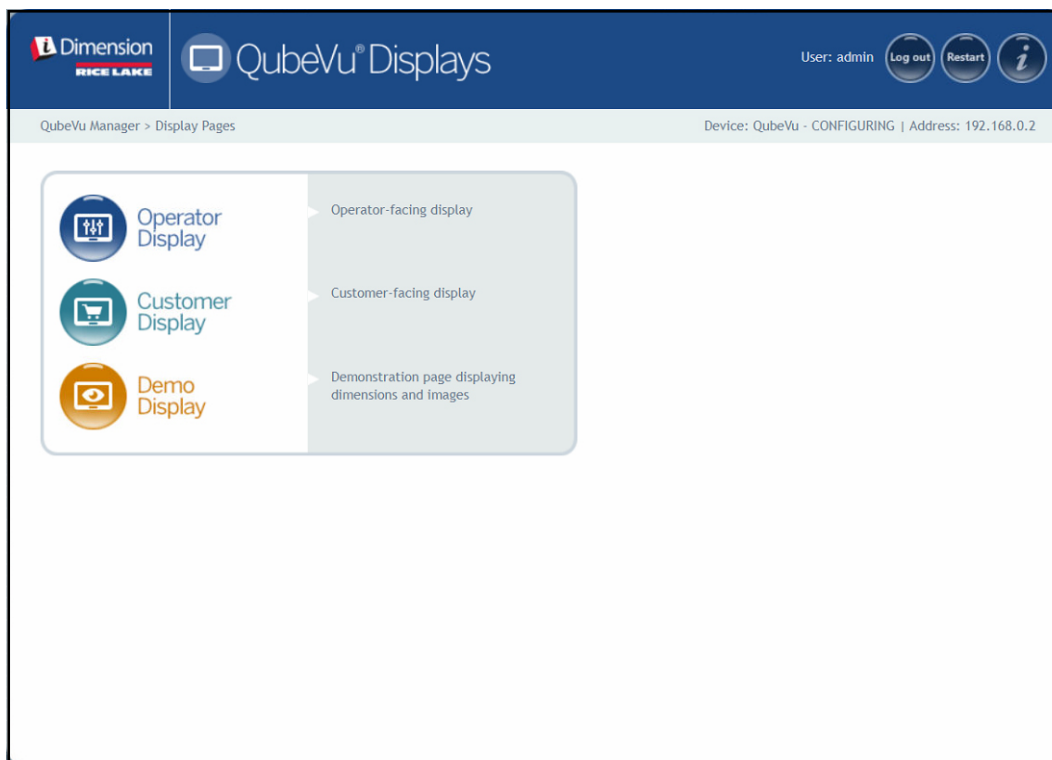 iDimension
RICE LAKE
QubeVu® Displays
User: admin
Log out
Restart
i
QubeVu Manager > Display Pages
Device: QubeVu - CONFIGURING | Address: 192.168.0.2
Operator
Display
Operator-facing display
Customer
Display
Customer-facing display
Demo
Display
Demonstration page displaying
dimensions and images